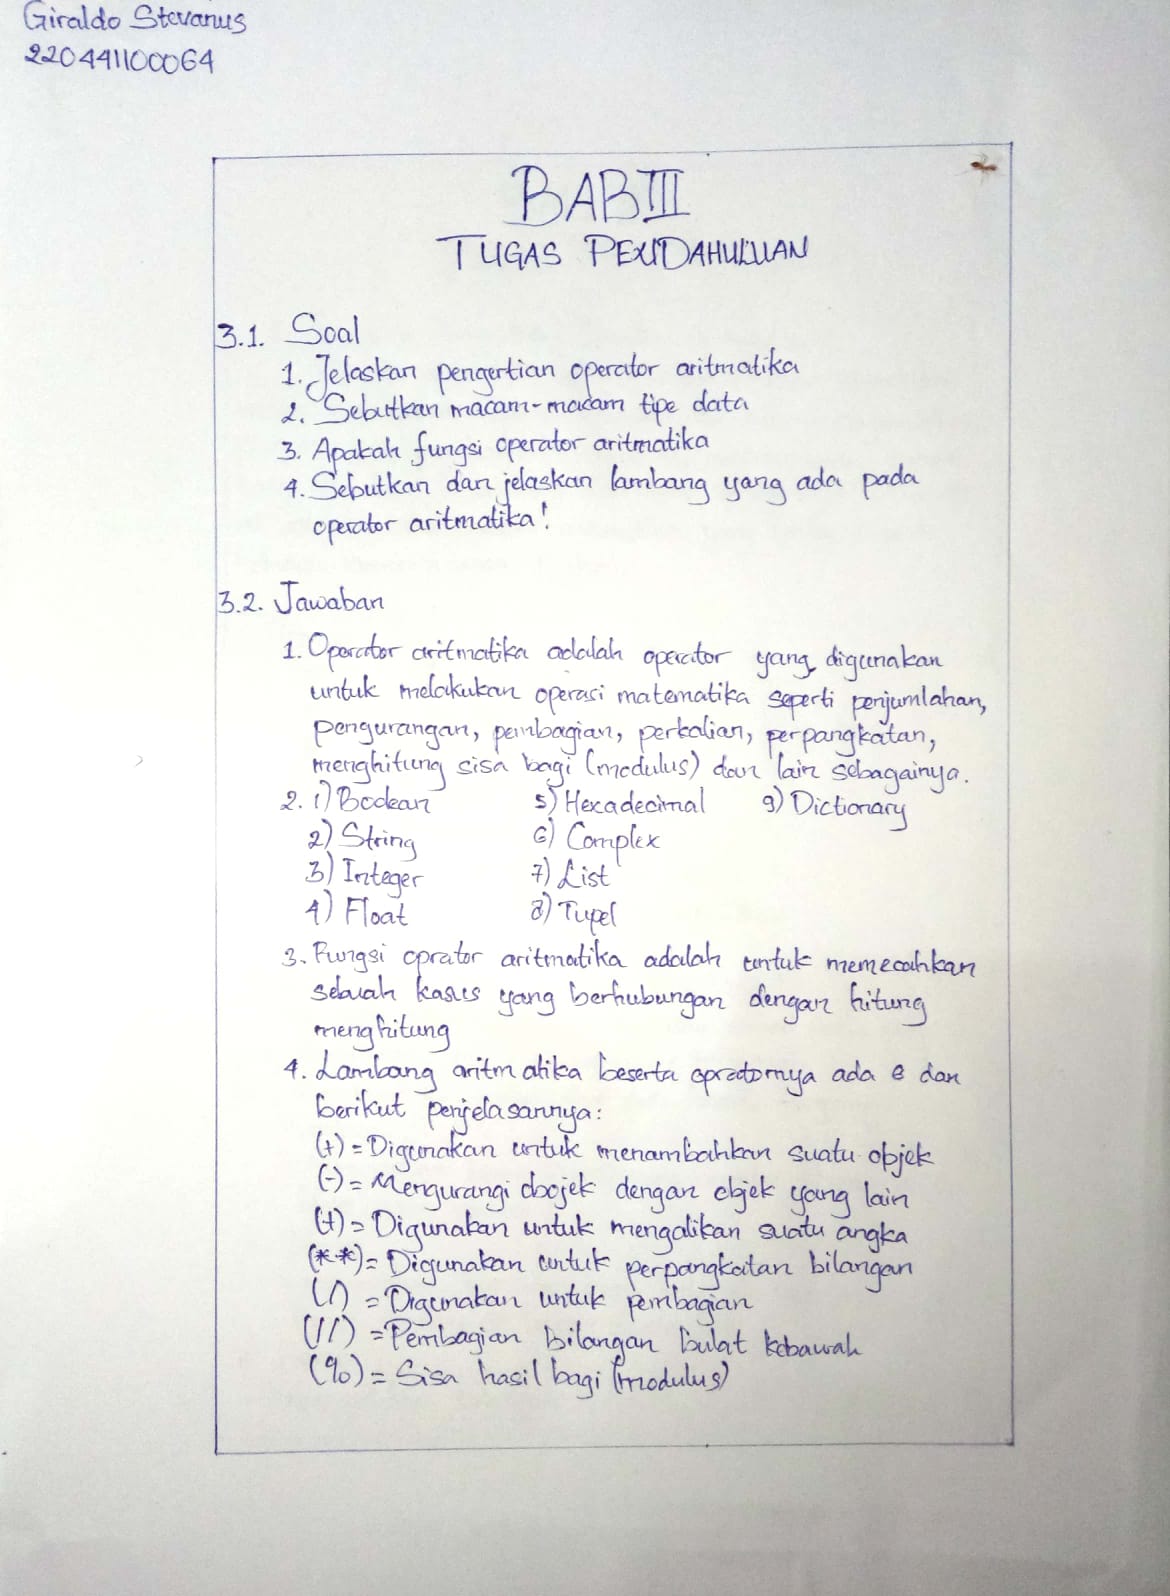 Giraldo Stevanus
220441100064
BAB III
TUGAS PENDAHULUAN
3.1. Soal
1. Jelaskan pengertian operator aritmatika
2. Sebutkan macam-macam tipe data
3. Apakah fungsi operator aritmatika
4. Sebutkan dan jelaskan lambang yang ada pada
operator aritmatika!
3.2. Jawaban
1. Operator aritmatika adalah operator yang digunakan
untuk melakukan operasi matematika seperti penjumlahan,
pengurangan, pembagian, perkalian, perpangkatan,
menghitung sisa bagi (modulus) dan lain sebagainya.
2. 1) Boolean 5) Hexadecimal 9) Dictionary
2) String 6) Complex
3) Integer 7) List
4) Float 8) Tupel
3. Fungsi oprator aritmatika adalah untuk memecahkan
sebuah kasus yang berhubungan dengan hitung
menghitung
4. Lambang aritmatika beserta opratornya ada dan
berikut penjelasannya:
(+) = Digunakan untuk menambahkan suatu objek
(-) = Mengurangi obojek dengan objek yang lain
(+) = Digunakan untuk mengalikan suatu angka
(**) = Digunakan untuk perpangkatan bilangan
(/) = Digunakan untuk pembagian
(//) = Pembagian bilangan bulat kebawah
(%) = Sisa hasil bagi (modulus)